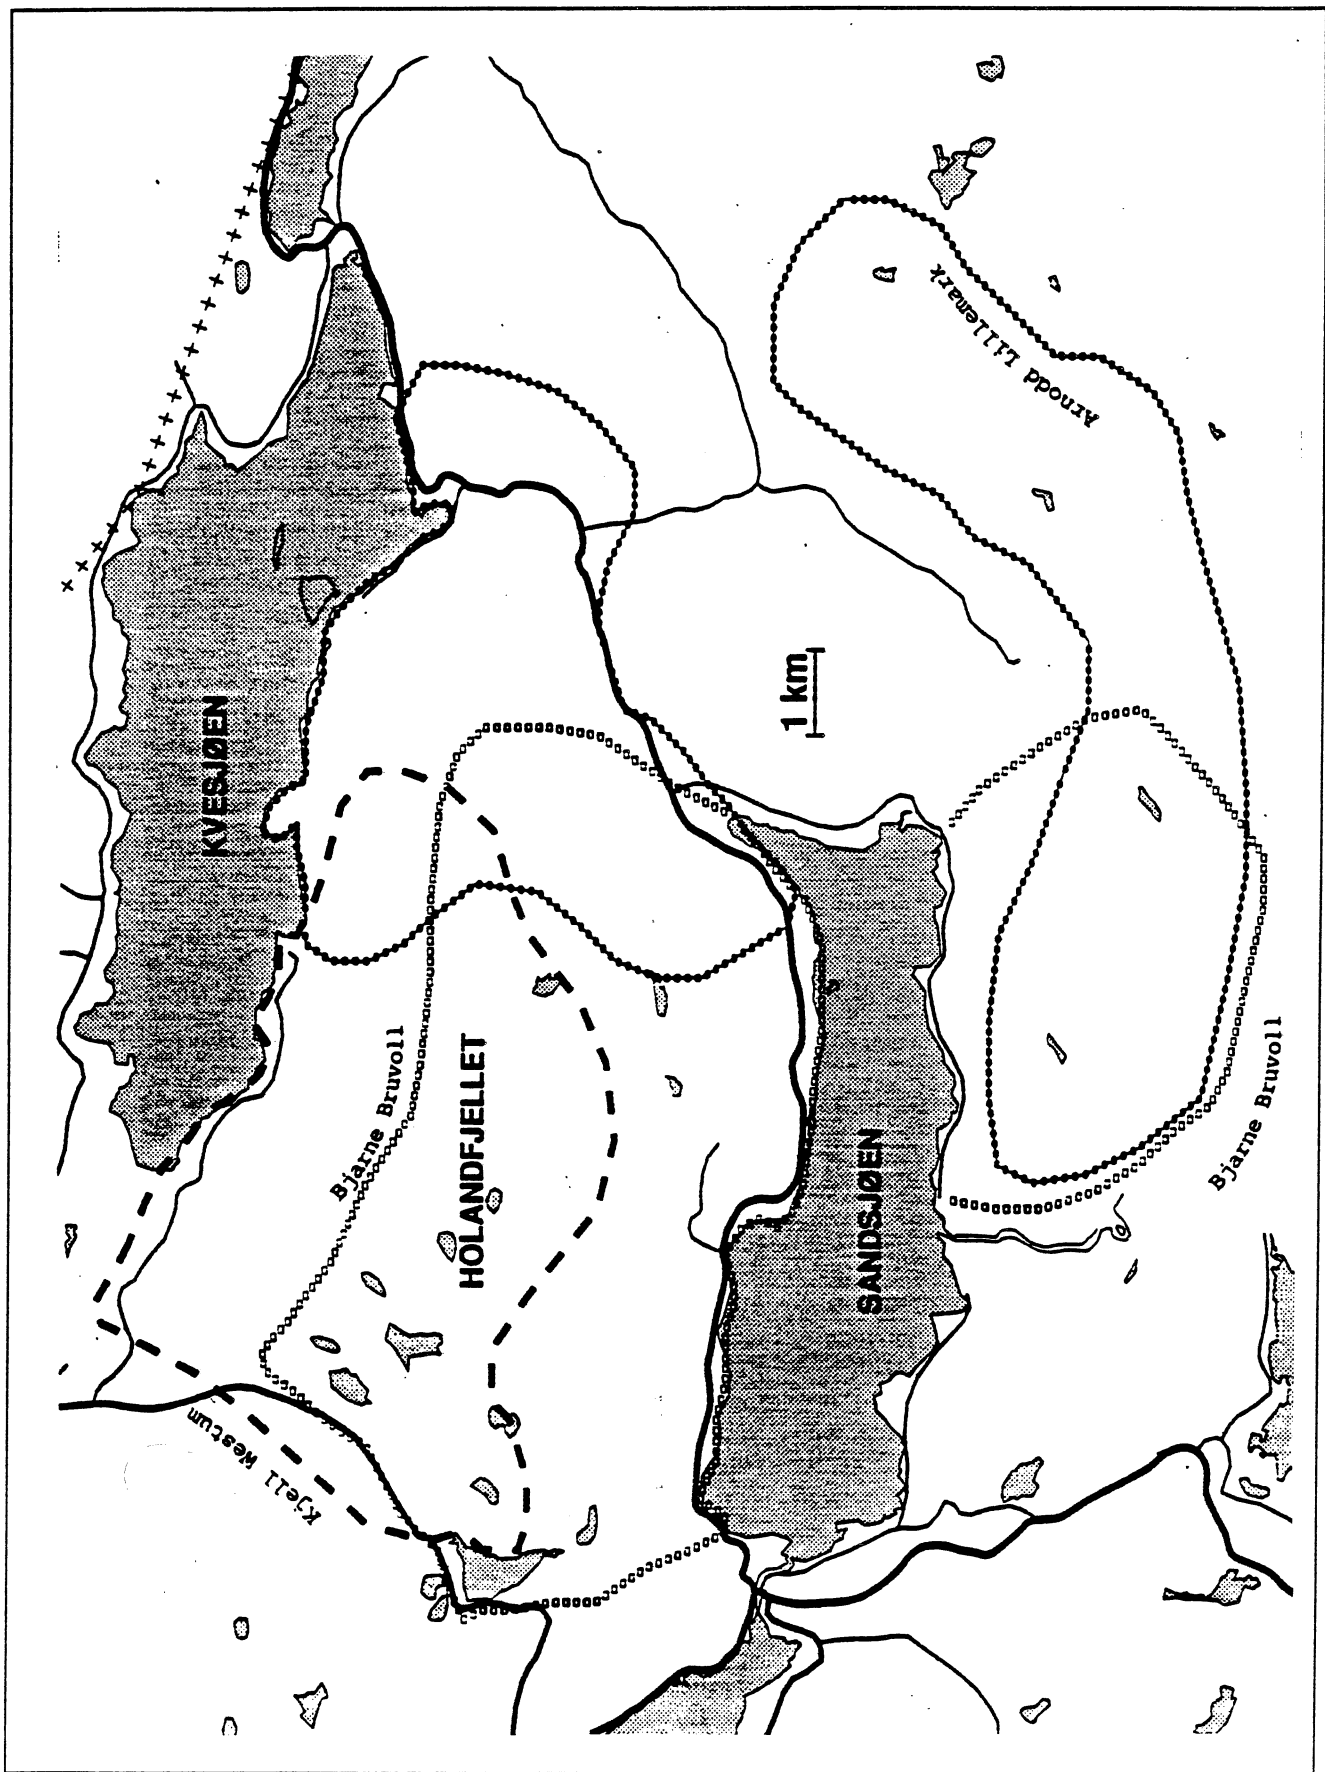 KVESJØEN
Arnodd Lillemark
1 km
Bjarne Bruvoll
HOLANDFJELLET
SANDSJØEN
Bjarne Bruvoll
Kjell Westum